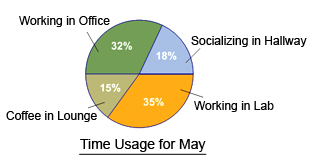 Working in Office
32%
Socializing in Hallway
18%
15%
Coffee in Lounge
35%
Working in Lab
Time Usage for May